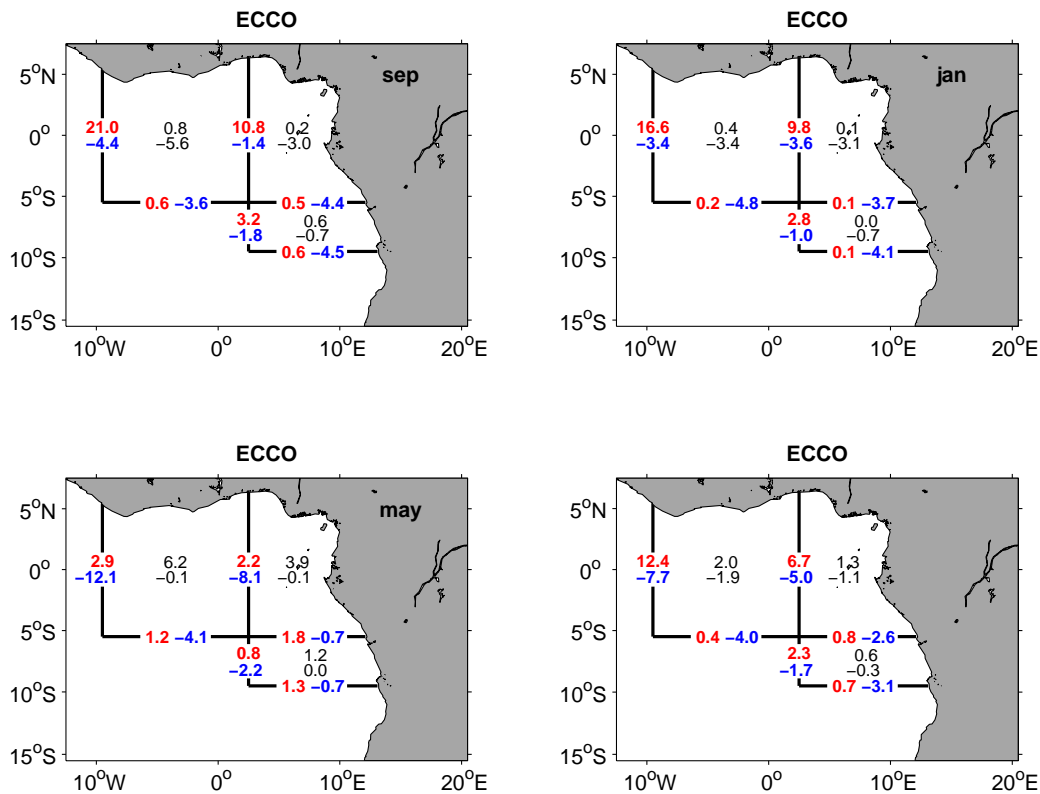 ECCO
sep
5°N
0°
5°S
10°S
15°S
21.0
−4.4
0.8
−5.6
10.8
−1.4
0.2
−3.0
0.6 −3.6
0.5 −4.4
3.2
−1.8
0.6
−0.7
0.6 −4.5
10°W
0°
10°E
20°E
ECCO
jan
5°N
0°
5°S
10°S
15°S
16.6
−3.4
0.4
−3.4
9.8
−3.6
0.1
−3.1
0.2 −4.8
0.1 −3.7
2.8
−1.0
0.0
−0.7
0.1 −4.1
10°W
0°
10°E
20°E
ECCO
may
5°N
0°
5°S
10°S
15°S
2.9
−12.1
6.2
−0.1
2.2
−8.1
3.9
−0.1
1.2 −4.1
1.8 −0.7
0.8
−2.2
1.2
0.0
1.3 −0.7
10°W
0°
10°E
20°E
ECCO
5°N
0°
5°S
10°S
15°S
12.4
−7.7
2.0
−1.9
6.7
−5.0
1.3
−1.1
0.4 −4.0
0.8 −2.6
2.3
−1.7
0.6
−0.3
0.7 −3.1
10°W
0°
10°E
20°E